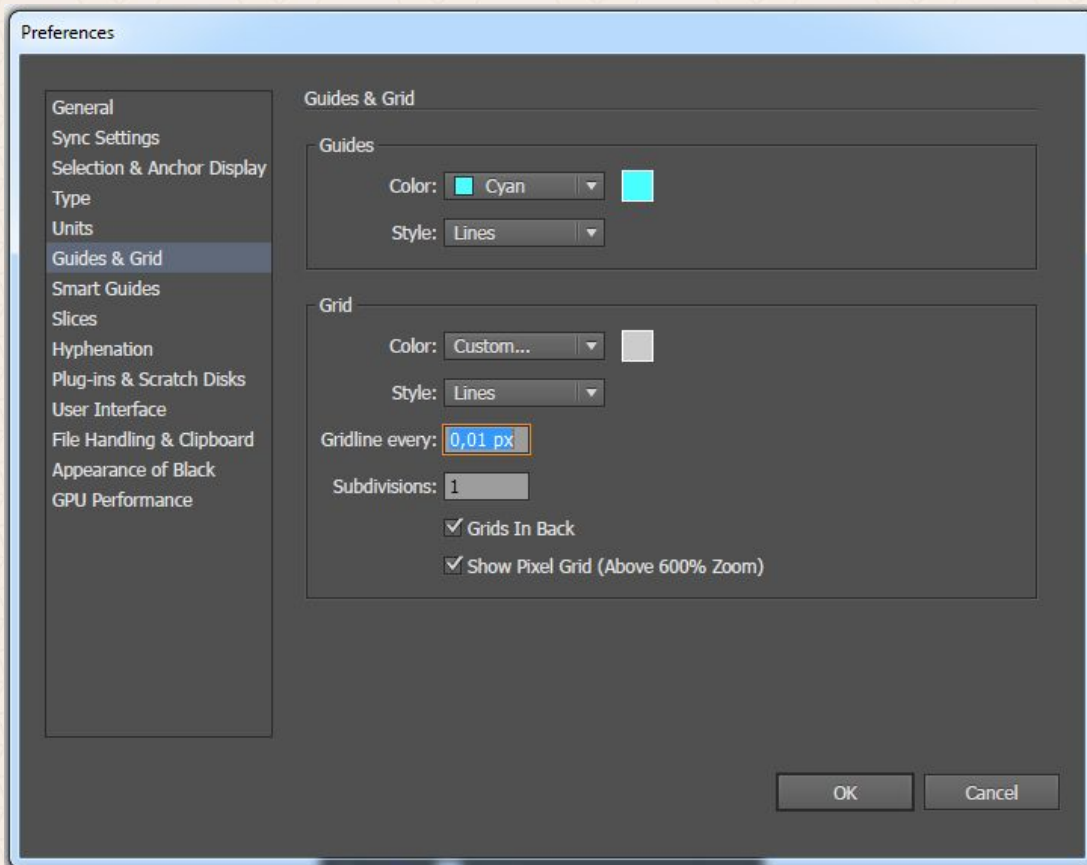 Preferences
General
Sync Settings
Selection & Anchor Display
Type
Units
Guides & Grid
Smart Guides
Slices
Hyphenation
Plug-ins & Scratch Disks
User Interface
File Handling & Clipboard
Appearance of Black
GPU Performance
Guides & Grid
Guides
Color: Cyan
Style: Lines
Grid
Color: Custom...
Style: Lines
Gridline every: 0,01 px
Subdivisions: 1
Grids In Back
Show Pixel Grid (Above 600% Zoom)
OK Cancel